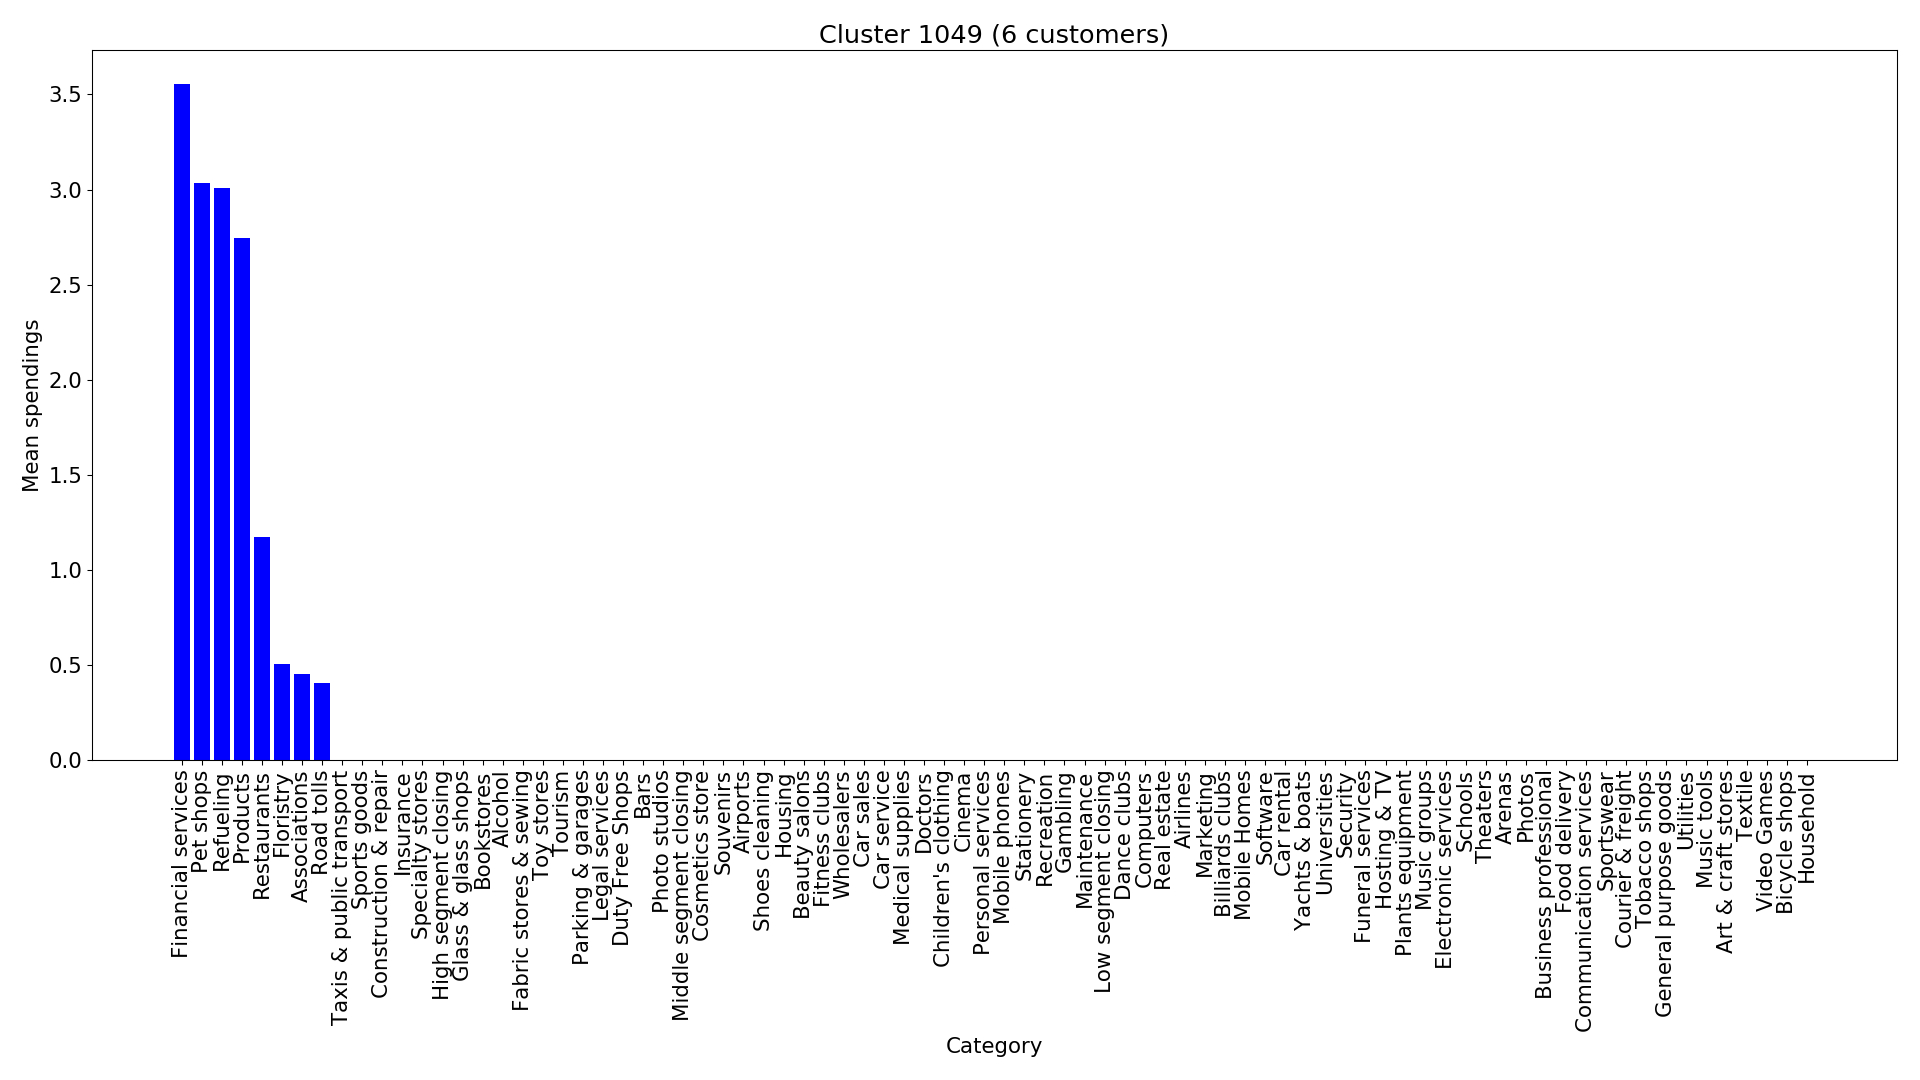 Cluster 1049 (6 customers)
3.5
3.0
2.5
2.0
1.5
1.0
0.5
0.0
Mean spendings
Financial services
Pet shops
Refueling
Products
Restaurants
Floristry
Associations
Road tolls
Taxis & public transport
Sports goods
Construction & repair
Insurance
Specialty stores
High segment closing
Glass & glass shops
Bookstores
Alcohol
Fabric stores & sewing
Toy stores
Tourism
Parking & garages
Legal services
Duty Free Shops
Bars
Photo studios
Middle segment closing
Cosmetics store
Souvenirs
Airports
Shoes cleaning
Housing
Beauty salons
Fitness clubs
Wholesalers
Car sales
Car service
Medical supplies
Doctors
Children's clothing
Cinema
Personal services
Mobile phones
Stationery
Recreation
Gambling
Maintenance
Low segment closing
Dance clubs
Computers
Real estate
Airlines
Marketing
Billiards clubs
Mobile Homes
Software
Car rental
Yachts & boats
Universities
Security
Funeral services
Hosting & TV
Plants equipment
Music groups
Electronic services
Schools
Theaters
Arenas
Photos
Business professional
Food delivery
Communication services
Sportswear
Courier & freight
Tobacco shops
General purpose goods
Utilities
Music tools
Art & craft stores
Textile
Video Games
Bicycle shops
Household
Category